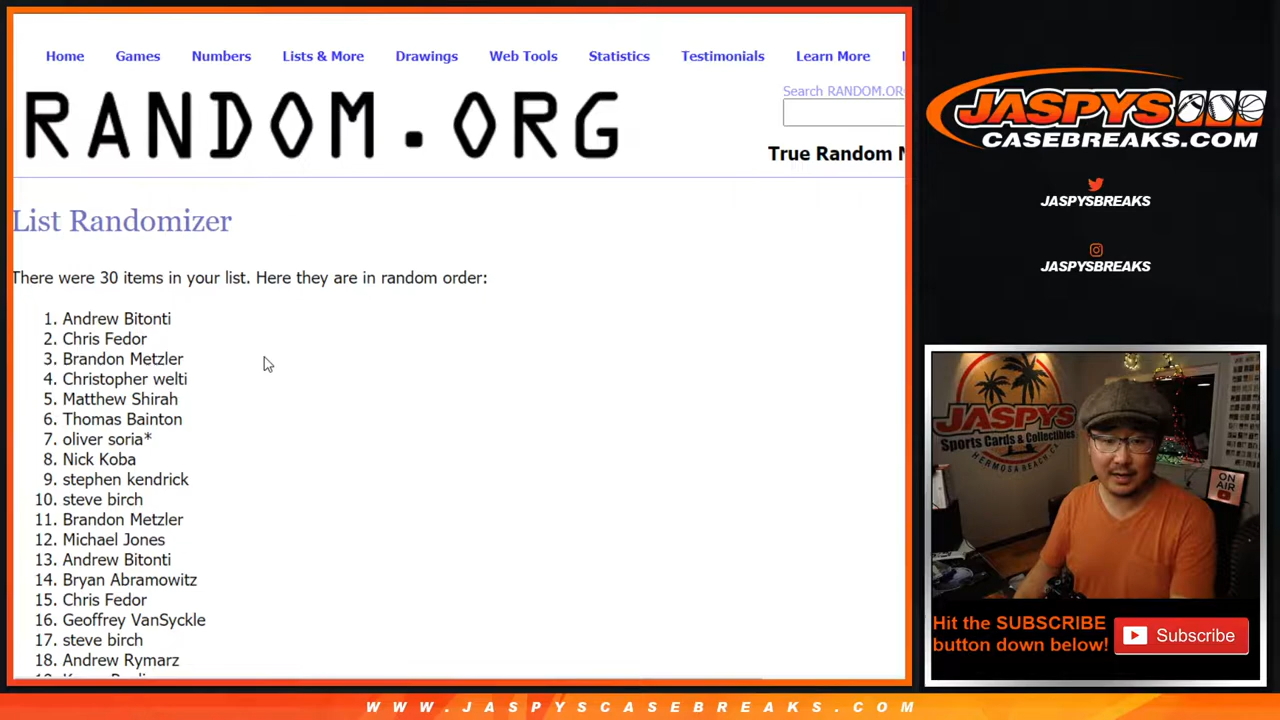 Home Games Numbers Lists & More Drawings Web Tools Statistics Testimonials Learn More
RANDOM.ORG
Search RANDOM.OR
True Random
List Randomizer
There were 30 items in your list. Here they are in random order:
1. Andrew Bitonti
2. Chris Fedor
3. Brandon Metzler
4. Christopher welti
5. Matthew Shirah
6. Thomas Bainton
7. oliver soria*
8. Nick Koba
9. stephen kendrick
10. steve birch
11. Brandon Metzler
12. Michael Jones
13. Andrew Bitonti
14. Bryan Abramowitz
15. Chris Fedor
16. Geoffrey VanSyckle
17. steve birch
18. Andrew Rymarz
JASPYS
CASEBREAKS.COM
JASPYSBREAKS
JASPYSBREAKS
JASPYS
Sports Cards & Collectibles
HERMOSA BEACH, CA
ON AIR
Hit the SUBSCRIBE
button down below!
Subscribe
WWW.JASPYSCASEBREAKS.COM